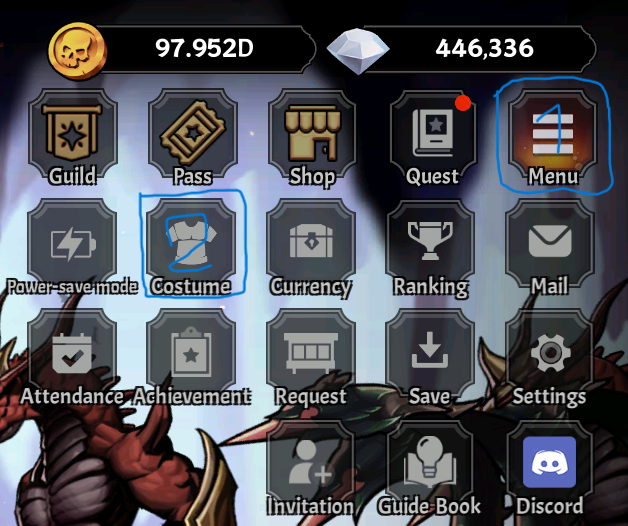 97.952D 446,336
Guild Pass Shop Quest Menu
1
Power-save mode Costume Currency Ranking Mail
2
Attendance Achievement Request Save Settings
Invitation Guide Book Discord